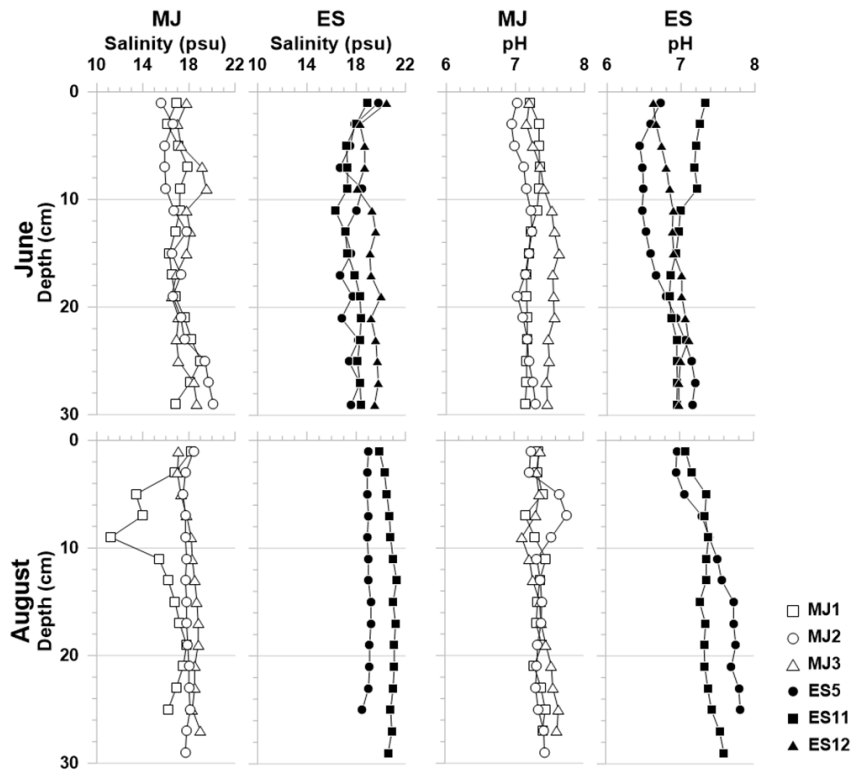 MJ ES MJ ES
Salinity (psu) Salinity (psu) pH pH
10 14 18 22 10 14 18 22 6 7 8 6 7 8
0
10
20
30
June
Depth (cm)
0
10
20
30
August
Depth (cm)
MJ1
MJ2
MJ3
ES5
ES11
ES12